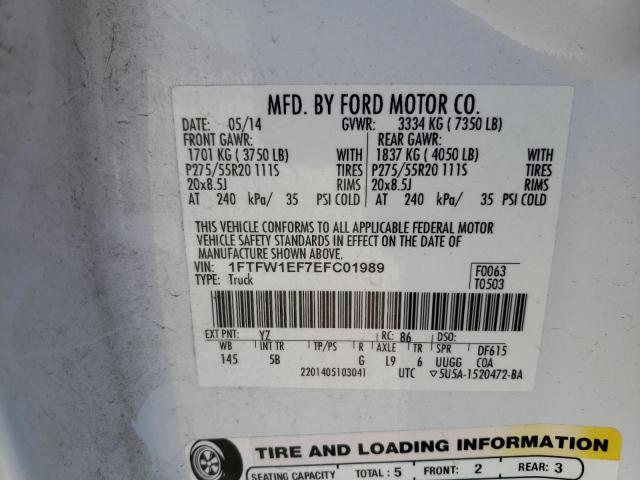 MFD. BY FORD MOTOR CO.
DATE: 05/14 GVWR: 3334 KG ( 7350 LB)
FRONT GAWR: REAR GAWR:
1701 KG ( 3750 LB) WITH 1837 KG ( 4050 LB) WITH
P275/55R20 111S TIRES P275/55R20 111S TIRES
20x8.5J RIMS 20x8.5J RIMS
AT 240 kPa/ 35 PSI COLD AT 240 kPa/ 35 PSI COLD
THIS VEHICLE CONFORMS TO ALL APPLICABLE FEDERAL MOTOR
VEHICLE SAFETY STANDARDS IN EFFECT ON THE DATE OF
MANUFACTURE SHOWN ABOVE.
VIN: 1FTFW1EF7EFC01989 F0063
TYPE: Truck T0503
EXT PNT: YZ RC: 86 DSO:
WB INT TR TP/PS R AXLE TR SPR DF615
145 5B G L9 6 UUGG COA
2201405103041 UTC ▽5U5A-1520472-BA
TIRE AND LOADING INFORMATION
SEATING CAPACITY TOTAL: 5 FRONT: 2 REAR: 3